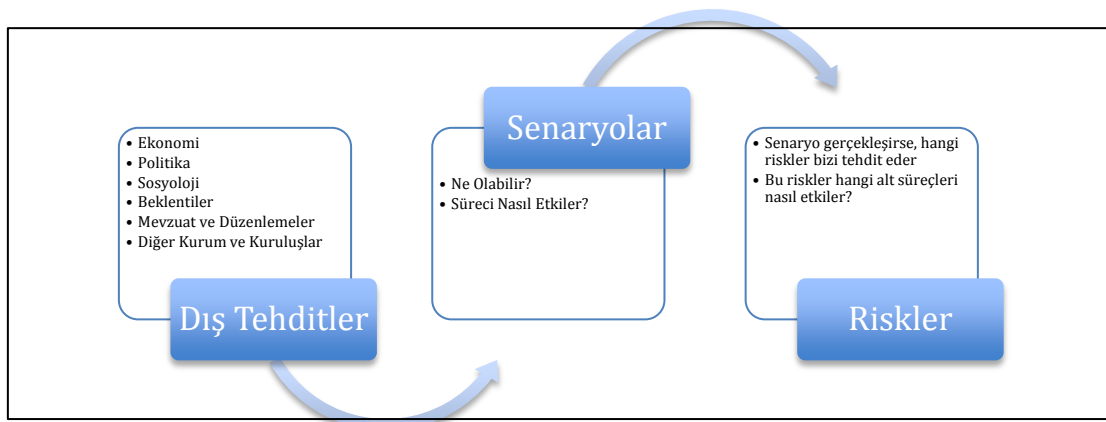 • Ekonomi
• Politika
• Sosyoloji
• Beklentiler
• Mevzuat ve Düzenlemeler
• Diğer Kurum ve Kuruluşlar
Dış Tehditler
Senaryolar
• Ne Olabilir?
• Süreci Nasıl Etkiler?
• Senaryo gerçekleşirse, hangi
riskler bizi tehdit eder
• Bu riskler hangi alt süreçleri
nasıl etkiler?
Riskler